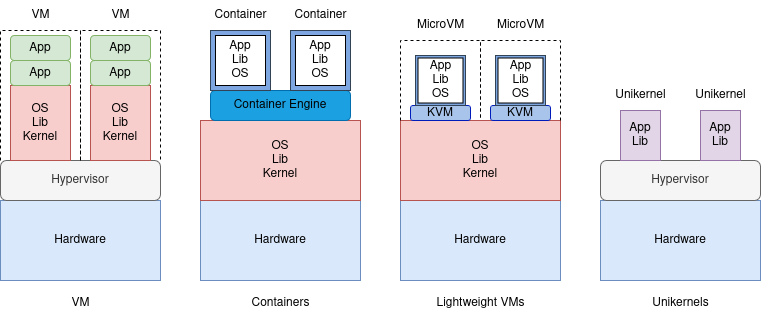 VM
VM
App
App
App
App
OS
Lib
Kernel
OS
Lib
Kernel
Hypervisor
Hardware
VM
Container
Container
App
Lib
OS
App
Lib
OS
Container Engine
OS
Lib
Kernel
Hardware
Containers
MicroVM
MicroVM
App
Lib
OS
App
Lib
OS
KVM
KVM
OS
Lib
Kernel
Hardware
Lightweight VMs
Unikernel
Unikernel
App
Lib
App
Lib
Hypervisor
Hardware
Unikernels